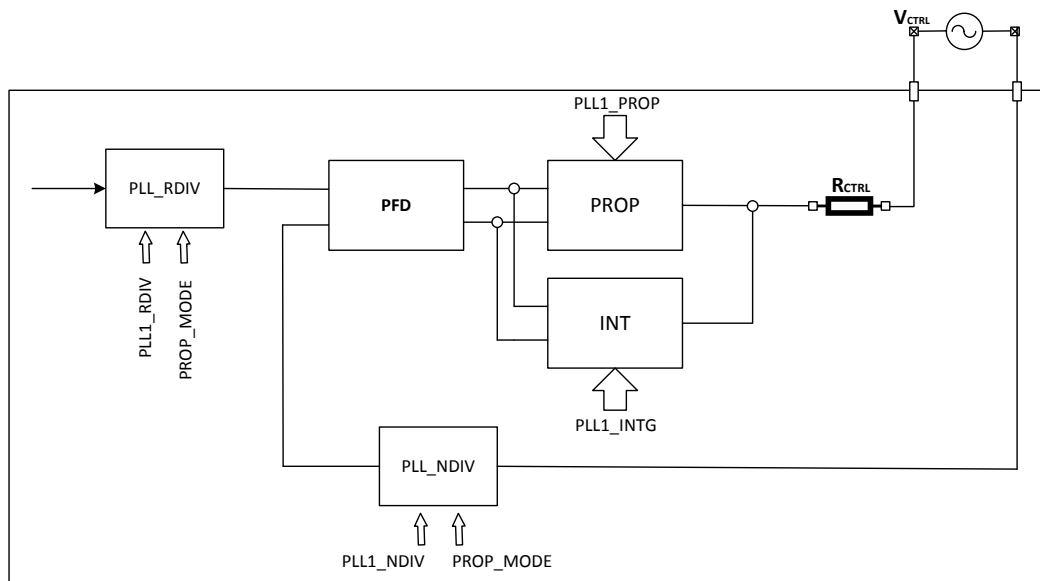 VCTRL
PLL1_PROP
PLL_RDIV
PFD
PROP
RCTRL
PLL1_RDIV
PROP_MODE
INT
PLL1_INTG
PLL_NDIV
PLL1_NDIV
PROP_MODE